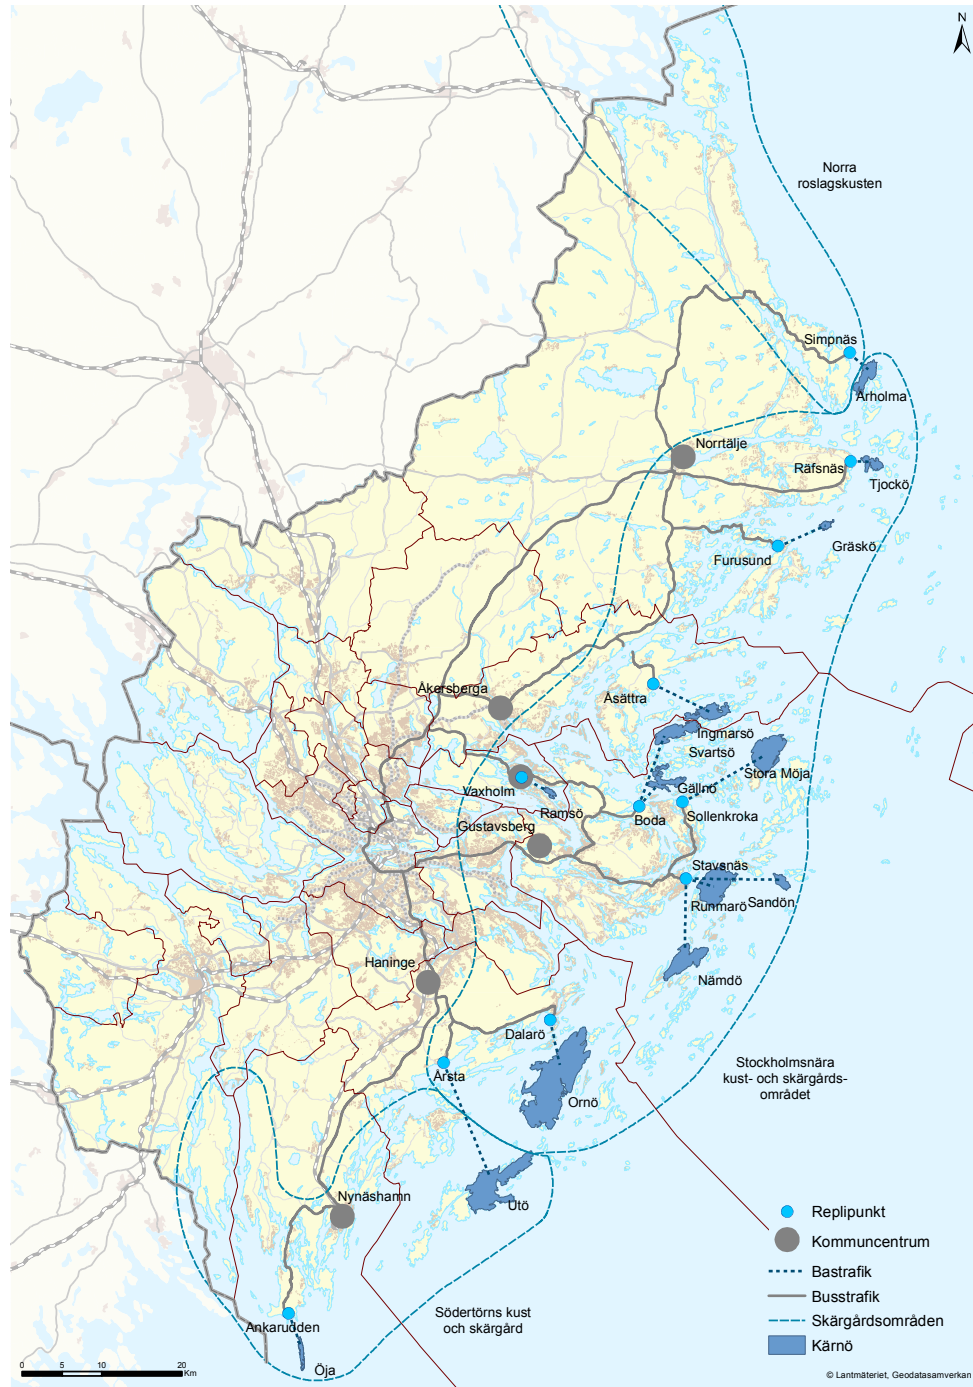 N
Norra
roslagskusten
Simpnäs
Arholma
Norrtälje
Räfsnäs
Tjockö
Gräskö
Furusund
Åsättra
Åkersberga
Ingmarsö
Svartsö
Stora Möja
Gällnö
Vaxholm
Ramsö
Boda
Sollenkroka
Gustavsberg
Stavsnäs
Runmarö
Sandön
Haninge
Nämdö
Dalarö
Stockholmsnära
kust- och skärgårds-
området
Årsta
Ornö
Nynäshamn
Utö
Södertörns kust
och skärgård
Ankarudden
Öja
Replipunkt
Kommuncentrum
Bastrafik
Busstrafik
Skärgårdsområden
Kärnö
0 5 10 20
Km
© Lantmäteriet, Geodatasamverkan